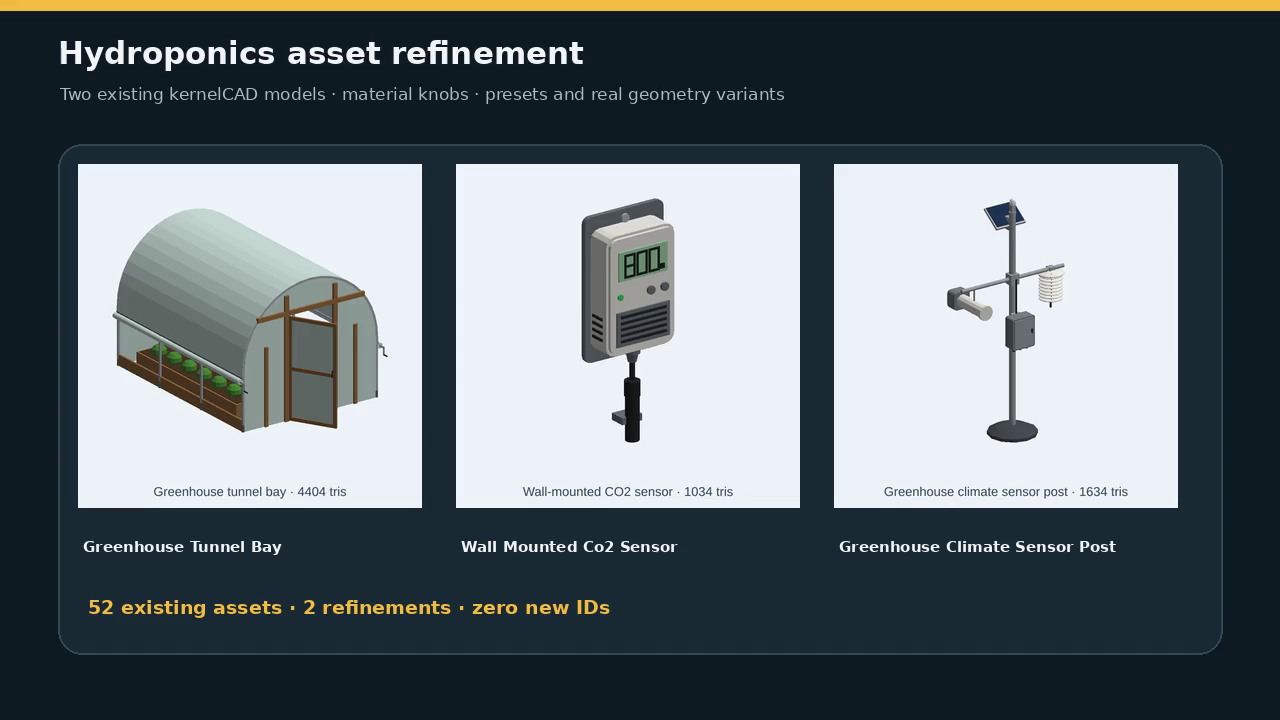 Hydroponics asset refinement
Two existing kernelCAD models · material knobs · presets and real geometry variants
800
Greenhouse tunnel bay · 4404 tris
Wall-mounted CO2 sensor · 1034 tris
Greenhouse climate sensor post · 1634 tris
Greenhouse Tunnel Bay
Wall Mounted Co2 Sensor
Greenhouse Climate Sensor Post
52 existing assets · 2 refinements · zero new IDs